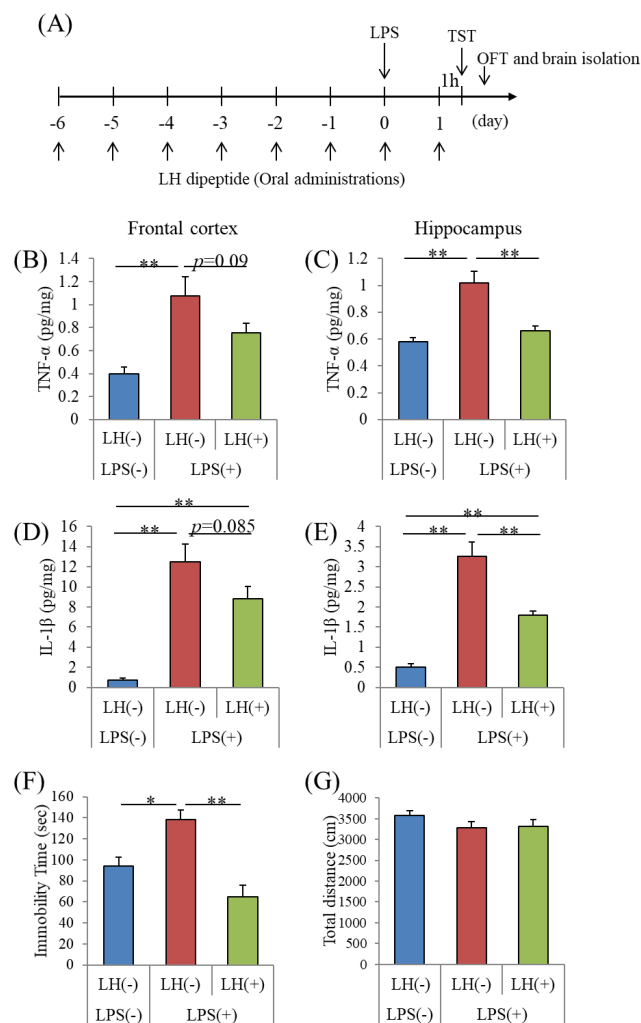 (A)
LPS
TST
OFT and brain isolation
1h
-6 -5 -4 -3 -2 -1 0 1 (day)
LH dipeptide (Oral administrations)
Frontal cortex
Hippocampus
(B)
** p=0.09
TNF-α (pg/mg)
1.4
1.2
1
0.8
0.6
0.4
0.2
0
LH(-) LH(-) LH(+)
LPS(-) LPS(+)
(C)
** **
TNF-α (pg/mg)
1.2
1
0.8
0.6
0.4
0.2
0
LH(-) LH(-) LH(+)
LPS(-) LPS(+)
(D)
**
** p=0.085
IL-1β (pg/mg)
16
14
12
10
8
6
4
2
0
LH(-) LH(-) LH(+)
LPS(-) LPS(+)
(E)
**
** **
IL-1β (pg/mg)
4
3.5
3
2.5
2
1.5
1
0.5
0
LH(-) LH(-) LH(+)
LPS(-) LPS(+)
(F)
* **
Immobility Time (sec)
160
140
120
100
80
60
40
20
0
LH(-) LH(-) LH(+)
LPS(-) LPS(+)
(G)
Total distance (cm)
4000
3500
3000
2500
2000
1500
1000
500
0
LH(-) LH(-) LH(+)
LPS(-) LPS(+)